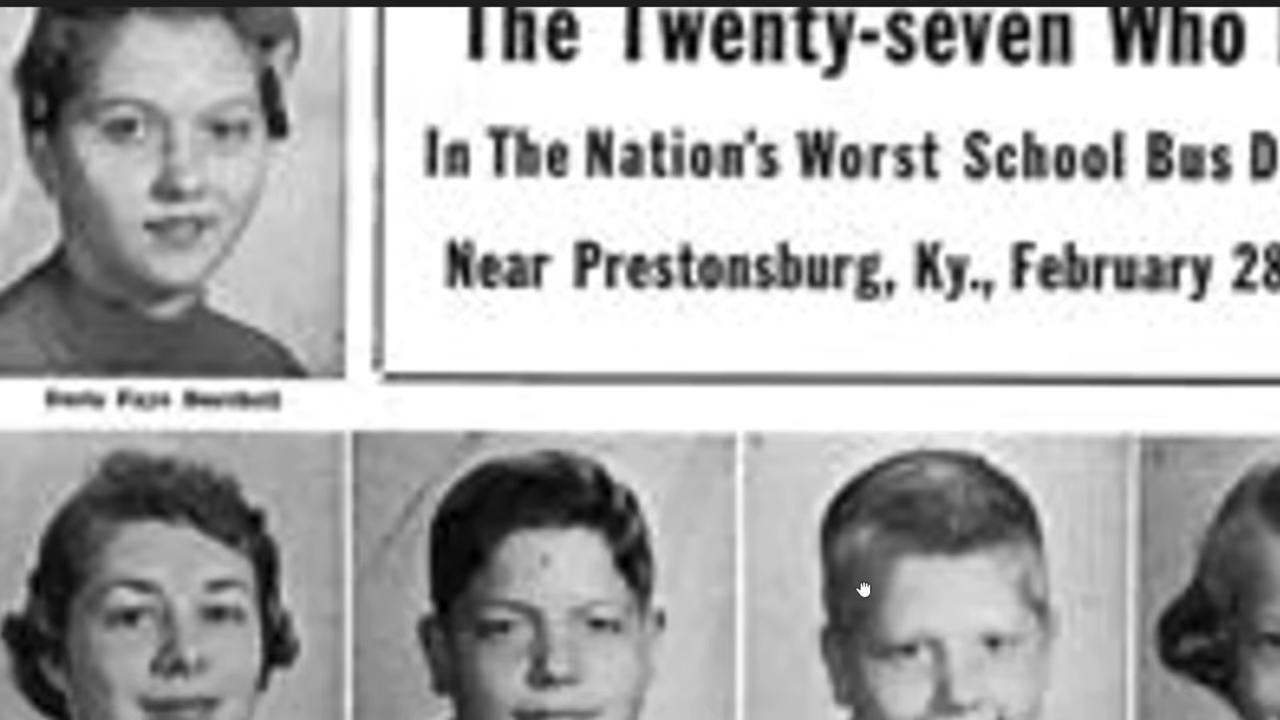 The Twenty-seven Who
In The Nation's Worst School Bus D
Near Prestonsburg, Ky., February 28